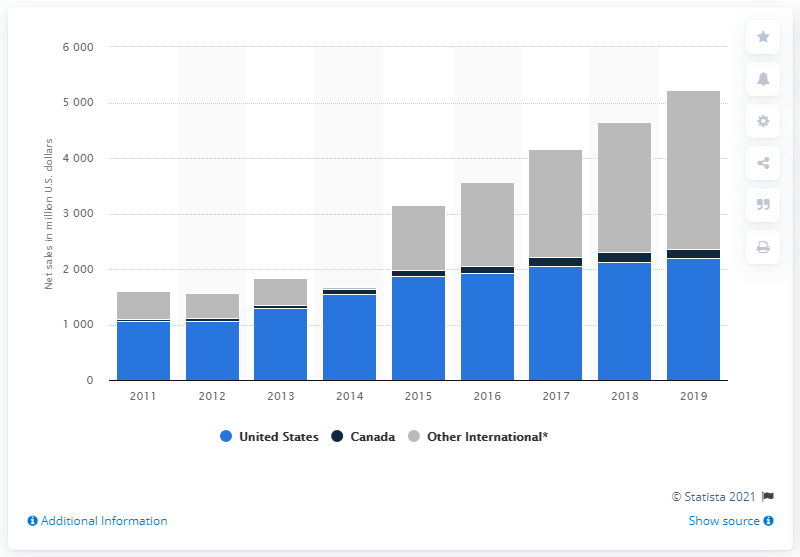 6 000
5 000
4 000
3 000
2 000
1 000
0
Net sales in million U.S. dollars
2011 2012 2013 2014 2015 2016 2017 2018 2019
United States Canada Other International*
© Statista 2021
Additional Information Show source